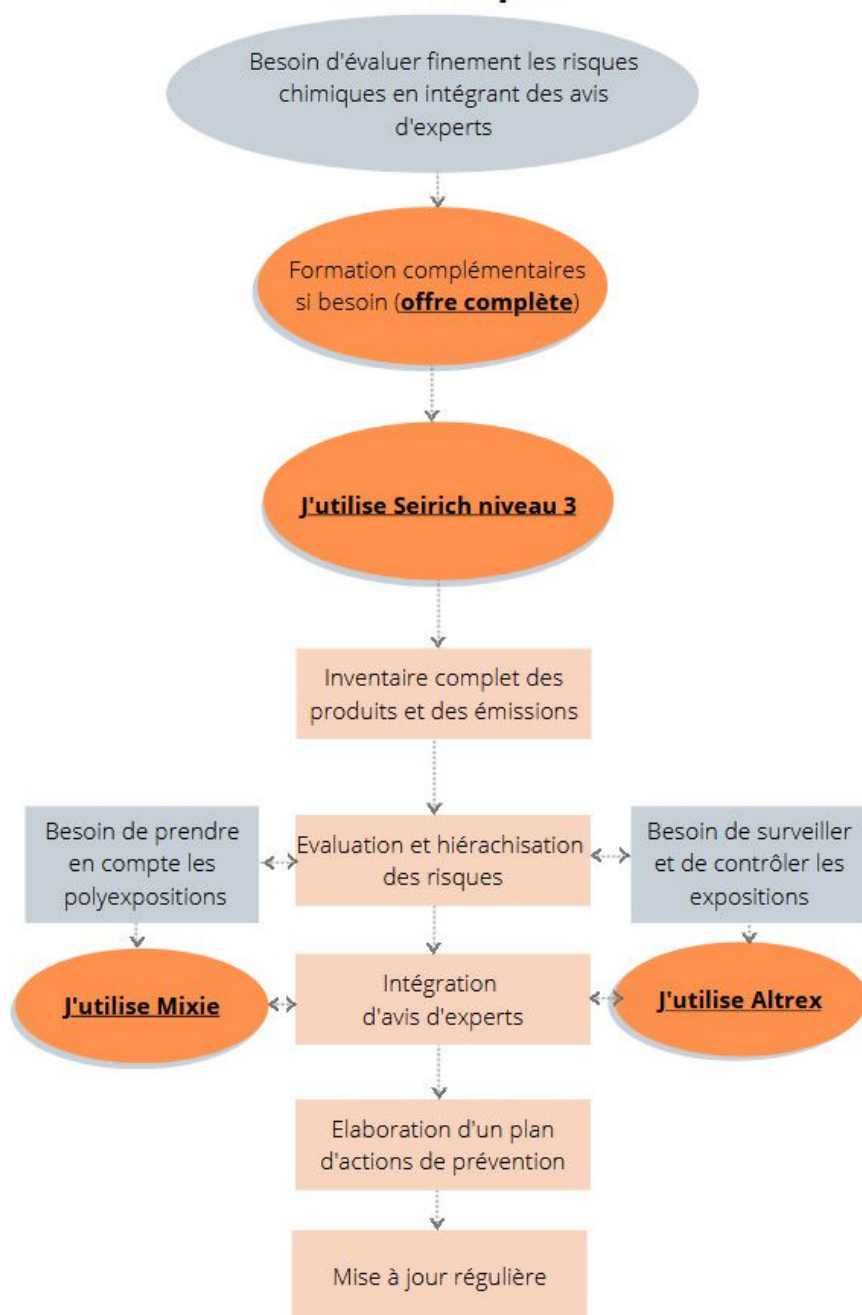 Besoin d'évaluer finement les risques
chimiques en intégrant des avis
d'experts
Formation complémentaires
si besoin (offre complète)
J'utilise Seirich niveau 3
Inventaire complet des
produits et des émissions
Besoin de prendre
en compte les
polyexpositions
Evaluation et hiérachisation
des risques
Besoin de surveiller
et de contrôler les
expositions
J'utilise Mixie
Intégration
d'avis d'experts
J'utilise Altrex
Elaboration d'un plan
d'actions de prévention
Mise à jour régulière